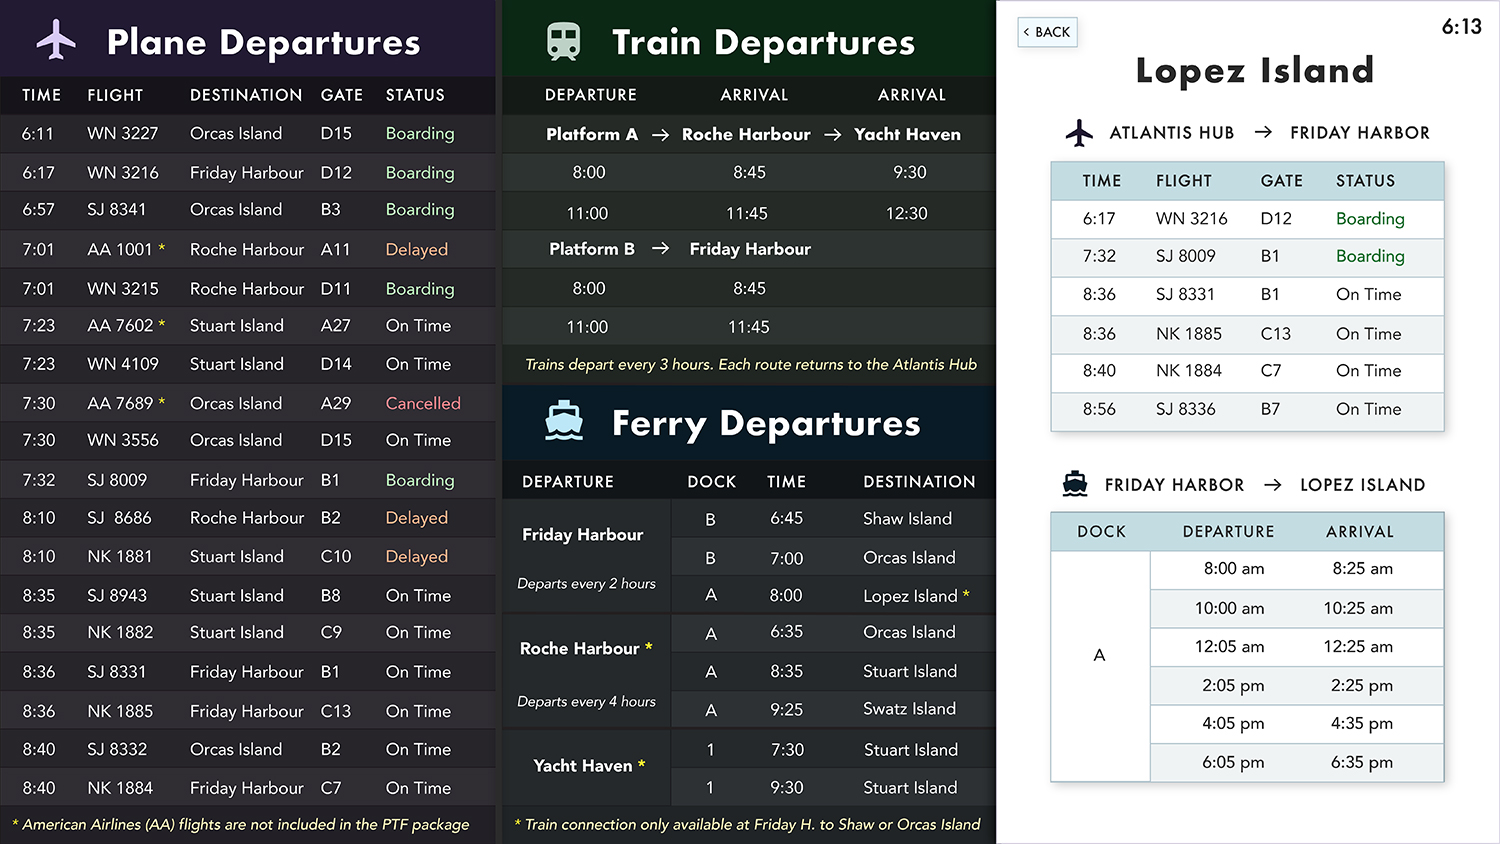 Plane Departures
TIME FLIGHT DESTINATION GATE STATUS
6:11 WN 3227 Orcas Island D15 Boarding
6:17 WN 3216 Friday Harbour D12 Boarding
6:57 SJ 8341 Orcas Island B3 Boarding
7:01 AA 1001 * Roche Harbour A11 Delayed
7:01 WN 3215 Roche Harbour D11 Boarding
7:23 AA 7602 * Stuart Island A27 On Time
7:23 WN 4109 Stuart Island D14 On Time
7:30 AA 7689 * Orcas Island A29 Cancelled
7:30 WN 3556 Orcas Island D15 On Time
7:32 SJ 8009 Friday Harbour B1 Boarding
8:10 SJ 8686 Roche Harbour B2 Delayed
8:10 NK 1881 Stuart Island C10 Delayed
8:35 SJ 8943 Stuart Island B8 On Time
8:35 NK 1882 Stuart Island C9 On Time
8:36 SJ 8331 Friday Harbour B1 On Time
8:36 NK 1885 Friday Harbour C13 On Time
8:40 SJ 8332 Orcas Island B2 On Time
8:40 NK 1884 Friday Harbour C7 On Time
* American Airlines (AA) flights are not included in the PTF package
Train Departures
DEPARTURE ARRIVAL ARRIVAL
Platform A → Roche Harbour → Yacht Haven
8:00 8:45 9:30
11:00 11:45 12:30
Platform B → Friday Harbour
8:00 8:45
11:00 11:45
Trains depart every 3 hours. Each route returns to the Atlantis Hub
Ferry Departures
DEPARTURE DOCK TIME DESTINATION
Friday Harbour
Departs every 2 hours
B 6:45 Shaw Island
B 7:00 Orcas Island
A 8:00 Lopez Island *
Roche Harbour *
Departs every 4 hours
A 6:35 Orcas Island
A 8:35 Stuart Island
A 9:25 Swatz Island
Yacht Haven *
1 7:30 Stuart Island
1 9:30 Stuart Island
* Train connection only available at Friday H. to Shaw or Orcas Island
< BACK
6:13
Lopez Island
ATLANTIS HUB → FRIDAY HARBOR
TIME FLIGHT GATE STATUS
6:17 WN 3216 D12 Boarding
7:32 SJ 8009 B1 Boarding
8:36 SJ 8331 B1 On Time
8:36 NK 1885 C13 On Time
8:40 NK 1884 C7 On Time
8:56 SJ 8336 B7 On Time
FRIDAY HARBOR → LOPEZ ISLAND
DOCK DEPARTURE ARRIVAL
A
8:00 am 8:25 am
10:00 am 10:25 am
12:05 am 12:25 am
2:05 pm 2:25 pm
4:05 pm 4:35 pm
6:05 pm 6:35 pm